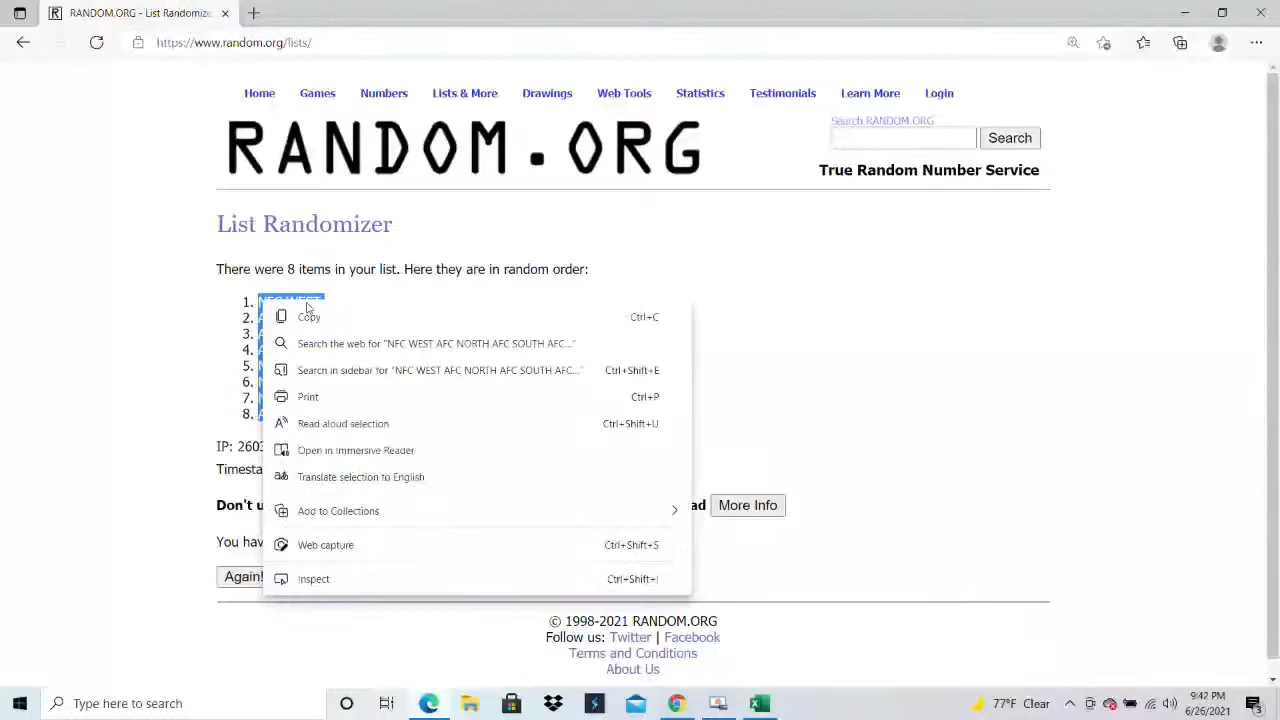 RANDOM.ORG - List Randomize
https://www.random.org/lists/
Home Games Numbers Lists & More Drawings Web Tools Statistics Testimonials Learn More Login
Search RANDOM.ORG
RANDOM.ORG
Search
True Random Number Service
List Randomizer
There were 8 items in your list. Here they are in random order:
1. NFC WEST
2. A
3. A
4. A
5. N
6. N
7. N
8. A
Copy Ctrl+C
Search the web for "NFC WEST AFC NORTH AFC SOUTH AFC..."
Search in sidebar for "NFC WEST AFC NORTH AFC SOUTH AFC..." Ctrl+Shift+E
Print Ctrl+P
Read aloud selection Ctrl+Shift+U
Open in Immersive Reader
Translate selection to English
Add to Collections
Web capture Ctrl+Shift+S
Inspect Ctrl+Shift+I
IP: 2603
Timesta
Don't u ad More Info
You hav
Again!
© 1998-2021 RANDOM.ORG
Follow us: Twitter | Facebook
Terms and Conditions
About Us
Type here to search
77°F Clear
9:42 PM
6/26/2021
3